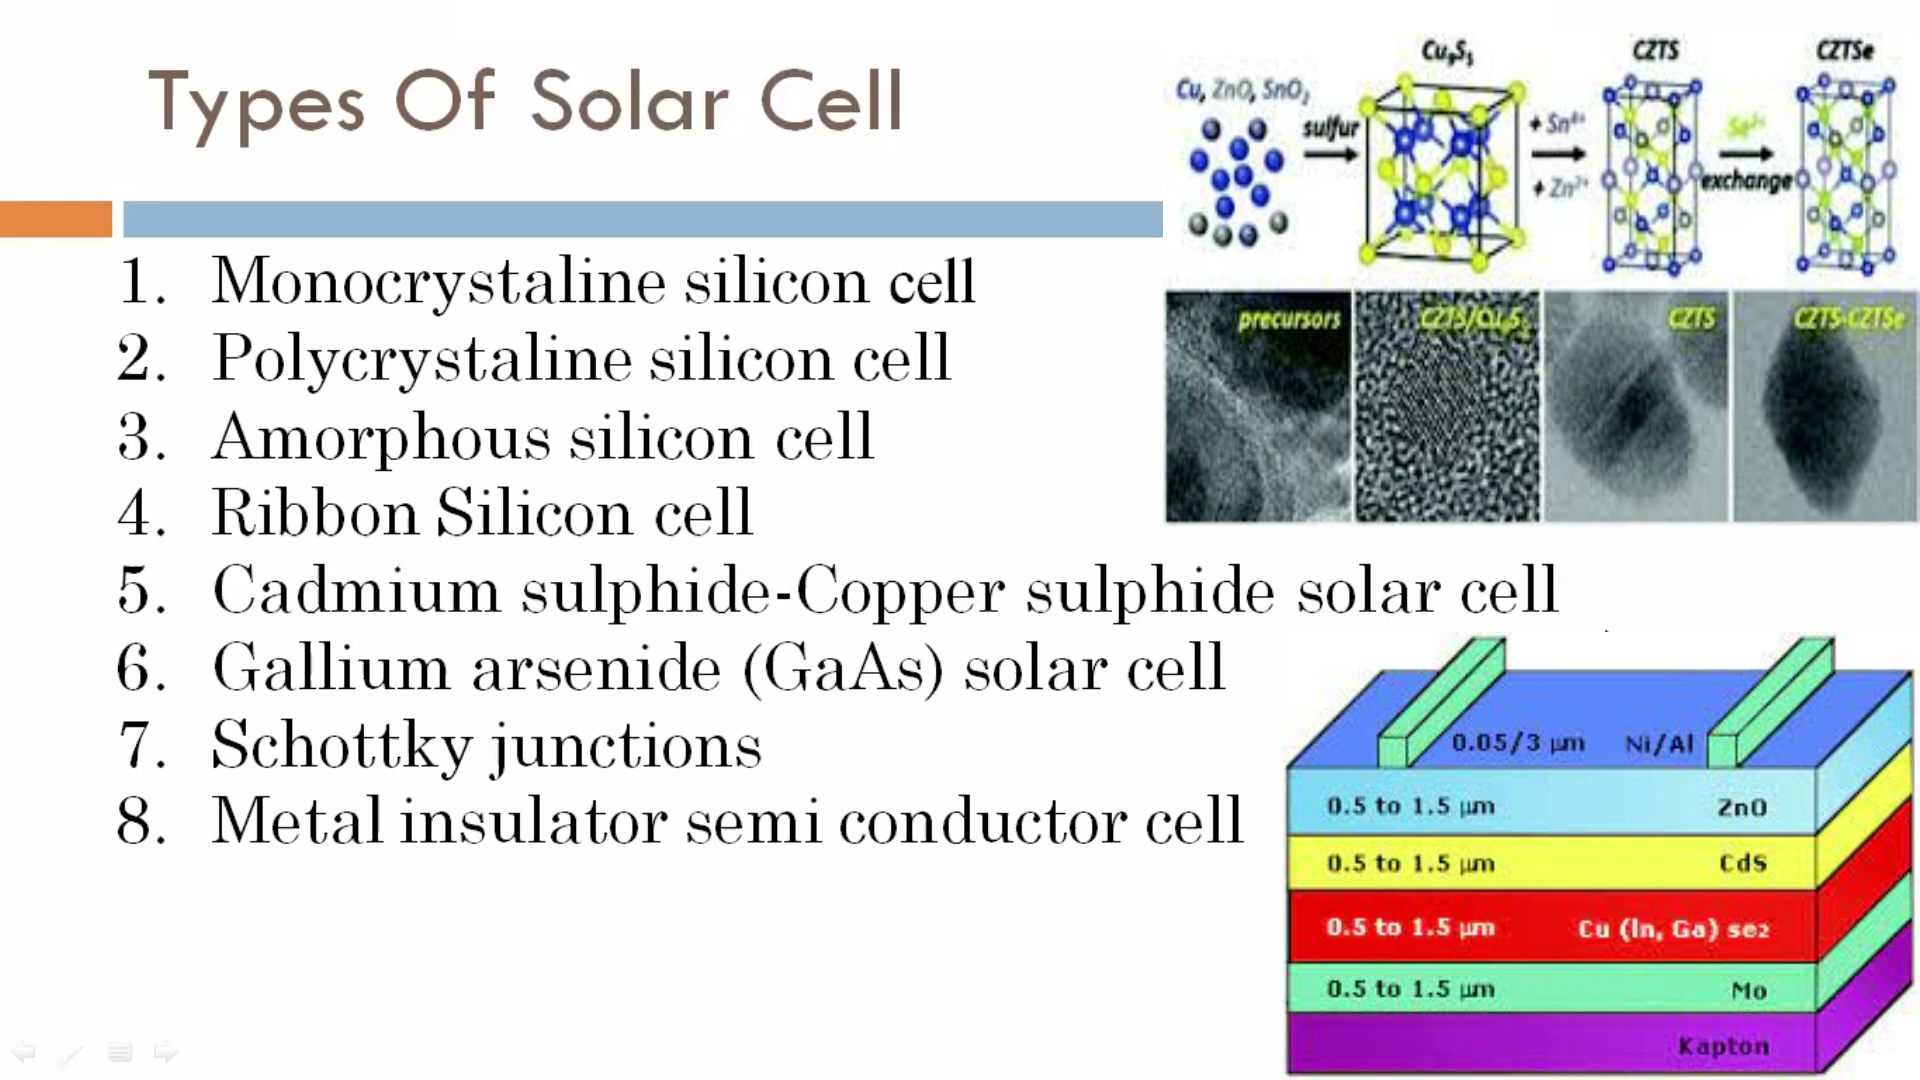 Types Of Solar Cell
1. Monocrystaline silicon cell
2. Polycrystaline silicon cell
3. Amorphous silicon cell
4. Ribbon Silicon cell
5. Cadmium sulphide-Copper sulphide solar cell
6. Gallium arsenide (GaAs) solar cell
7. Schottky junctions
8. Metal insulator semi conductor cell
Cu₉S₅ CZTS CZTSe
Cu, ZnO, SnO₂
sulfur + Sn⁴⁺ Se²⁻
+ Zn²⁺ exchange
precursors CZTS/Cu₉S₅ CZTS CZTS-CZTSe
0.05/3 µm Ni/Al
0.5 to 1.5 µm ZnO
0.5 to 1.5 µm CdS
0.5 to 1.5 µm Cu (In, Ga) se₂
0.5 to 1.5 µm Mo
Kapton